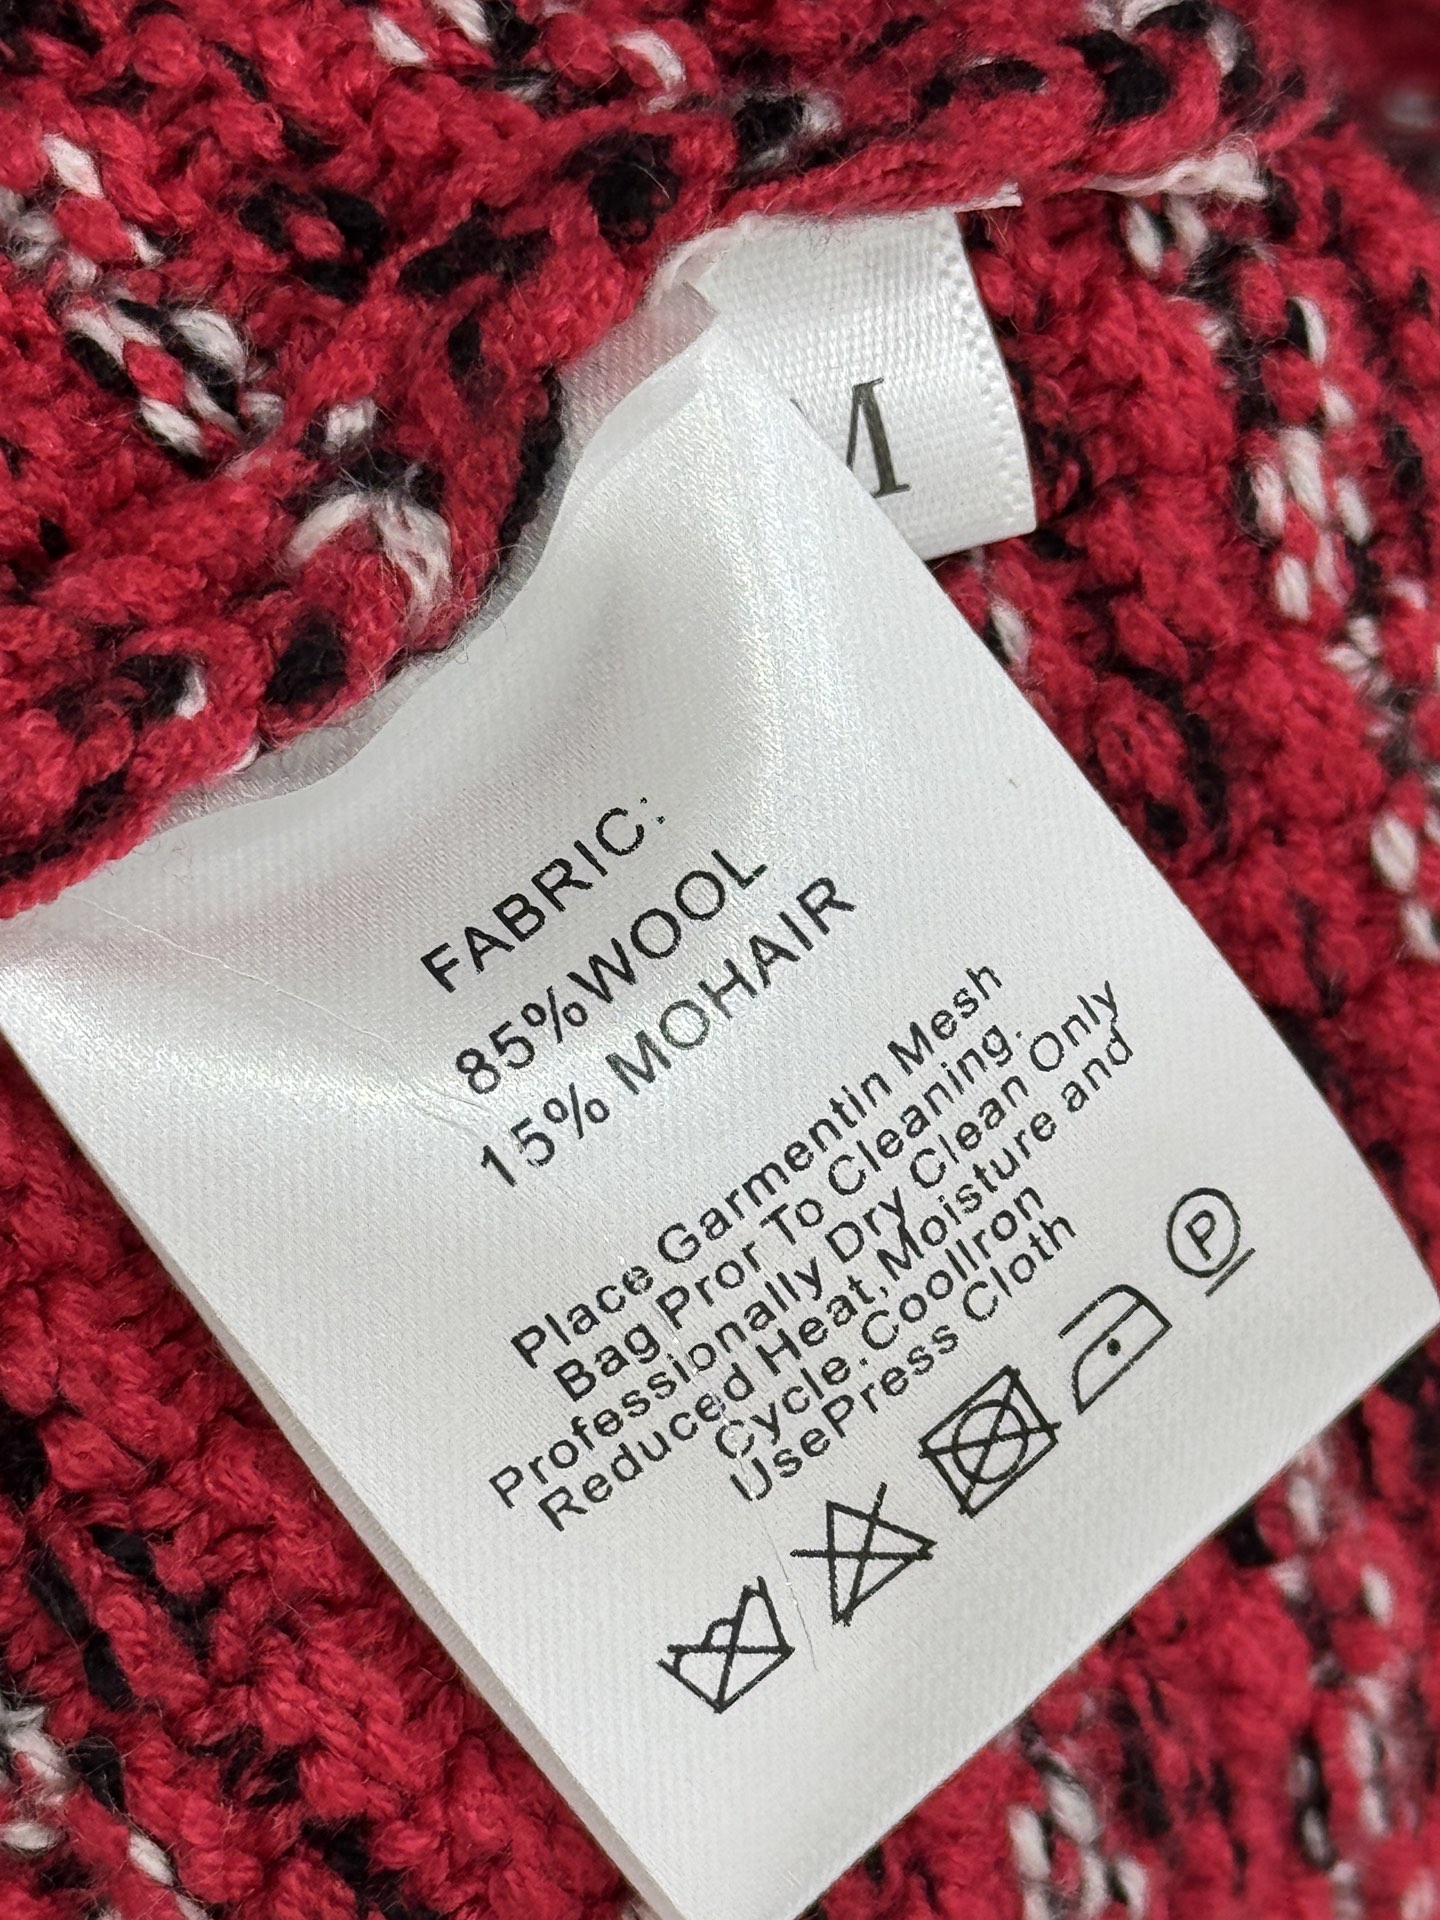 M
FABRIC:
85%WOOL
15% MOHAIR
Place Garmentin Mesh
Bag Pror To Cleaning.
Professionally Dry Clean Only
Reduced Heat,Moisture and
Cycle.CoolIron
UsePress Cloth
P